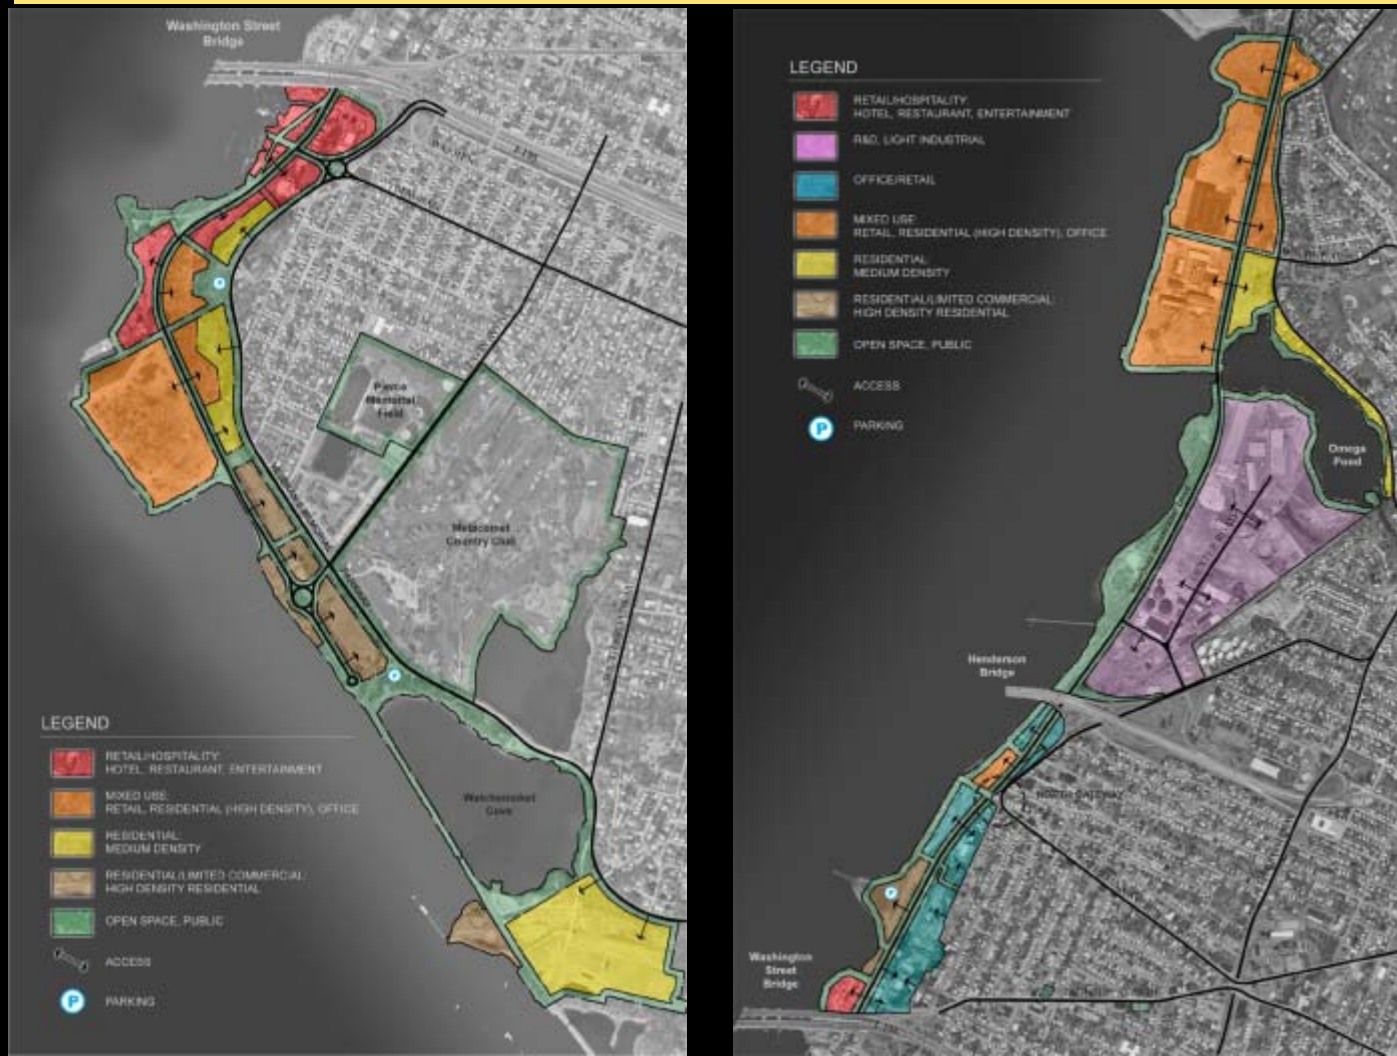 Washington Street
Bridge
I-195
Pierce
Memorial
Field
Metacomet
Country Club
Watchemoket
Cove
LEGEND
RETAIL/HOSPITALITY:
HOTEL, RESTAURANT, ENTERTAINMENT
MIXED USE:
RETAIL, RESIDENTIAL (HIGH DENSITY), OFFICE
RESIDENTIAL:
MEDIUM DENSITY
RESIDENTIAL/LIMITED COMMERCIAL:
HIGH DENSITY RESIDENTIAL
OPEN SPACE, PUBLIC
ACCESS
P
PARKING
P
P
LEGEND
RETAIL/HOSPITALITY:
HOTEL, RESTAURANT, ENTERTAINMENT
R&D, LIGHT INDUSTRIAL
OFFICE/RETAIL
MIXED USE:
RETAIL, RESIDENTIAL (HIGH DENSITY), OFFICE
RESIDENTIAL:
MEDIUM DENSITY
RESIDENTIAL/LIMITED COMMERCIAL:
HIGH DENSITY RESIDENTIAL
OPEN SPACE, PUBLIC
ACCESS
P
PARKING
Omega
Pond
Henderson
Bridge
NORTH GATEWAY
P
Washington
Street
Bridge